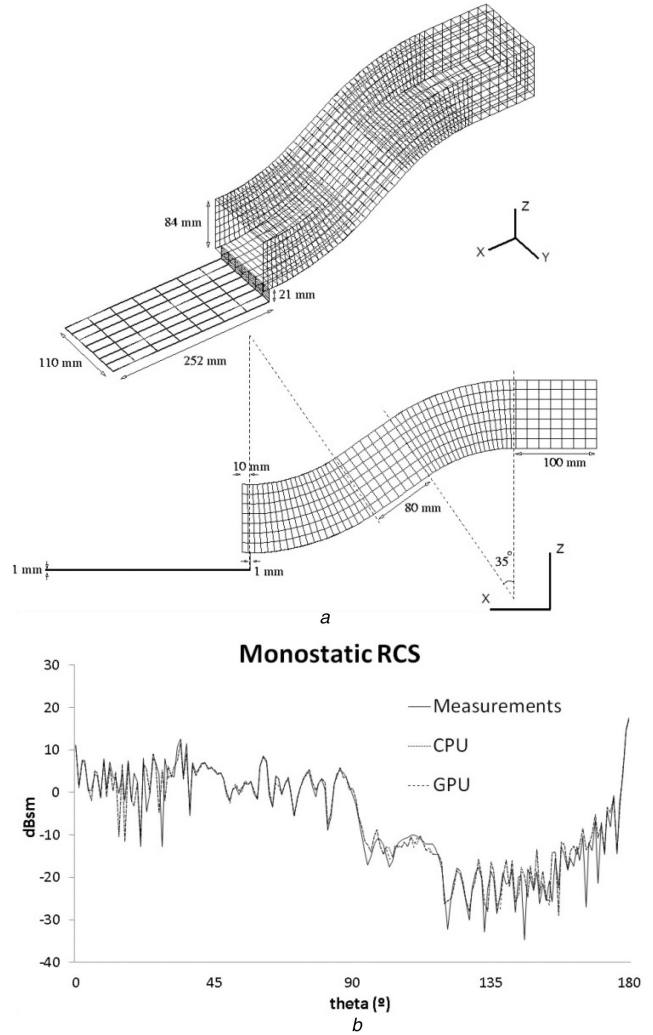 84 mm
Z
X
Y
21 mm
110 mm
252 mm
10 mm
100 mm
80 mm
1 mm
1 mm
35°
Z
X
a
Monostatic RCS
30
20
10
0
-10
-20
-30
-40
dBsm
Measurements
CPU
GPU
0
45
90
135
180
theta (º)
b